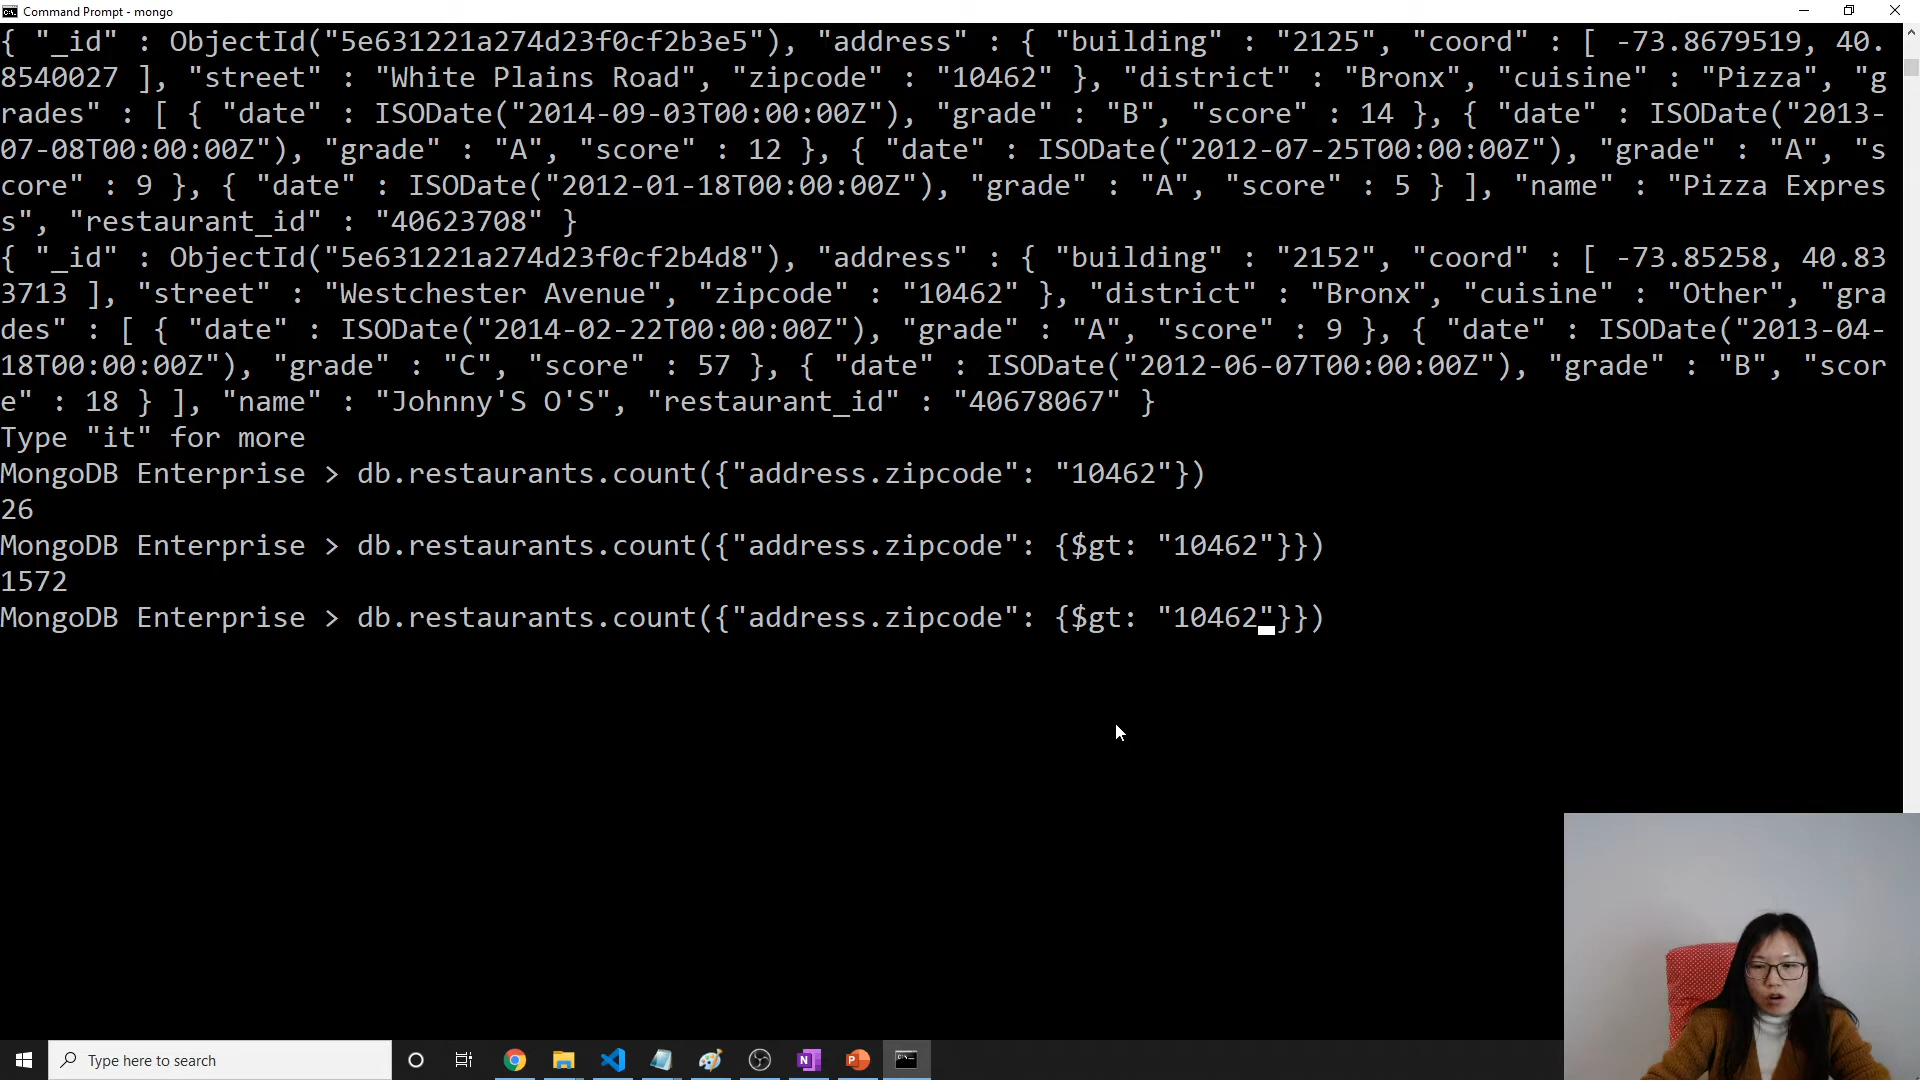 Command Prompt - mongo
{ "_id" : ObjectId("5e631221a274d23f0cf2b3e5"), "address" : { "building" : "2125", "coord" : [ -73.8679519, 40.
8540027 ], "street" : "White Plains Road", "zipcode" : "10462" }, "district" : "Bronx", "cuisine" : "Pizza", "g
rades" : [ { "date" : ISODate("2014-09-03T00:00:00Z"), "grade" : "B", "score" : 14 }, { "date" : ISODate("2013-
07-08T00:00:00Z"), "grade" : "A", "score" : 12 }, { "date" : ISODate("2012-07-25T00:00:00Z"), "grade" : "A", "s
core" : 9 }, { "date" : ISODate("2012-01-18T00:00:00Z"), "grade" : "A", "score" : 5 } ], "name" : "Pizza Expres
s", "restaurant_id" : "40623708" }
{ "_id" : ObjectId("5e631221a274d23f0cf2b4d8"), "address" : { "building" : "2152", "coord" : [ -73.85258, 40.83
3713 ], "street" : "Westchester Avenue", "zipcode" : "10462" }, "district" : "Bronx", "cuisine" : "Other", "gra
des" : [ { "date" : ISODate("2014-02-22T00:00:00Z"), "grade" : "A", "score" : 9 }, { "date" : ISODate("2013-04-
18T00:00:00Z"), "grade" : "C", "score" : 57 }, { "date" : ISODate("2012-06-07T00:00:00Z"), "grade" : "B", "scor
e" : 18 } ], "name" : "Johnny'S O'S", "restaurant_id" : "40678067" }
Type "it" for more
MongoDB Enterprise > db.restaurants.count({"address.zipcode": "10462"})
26
MongoDB Enterprise > db.restaurants.count({"address.zipcode": {$gt: "10462"}})
1572
MongoDB Enterprise > db.restaurants.count({"address.zipcode": {$gt: "10462"}})
Type here to search